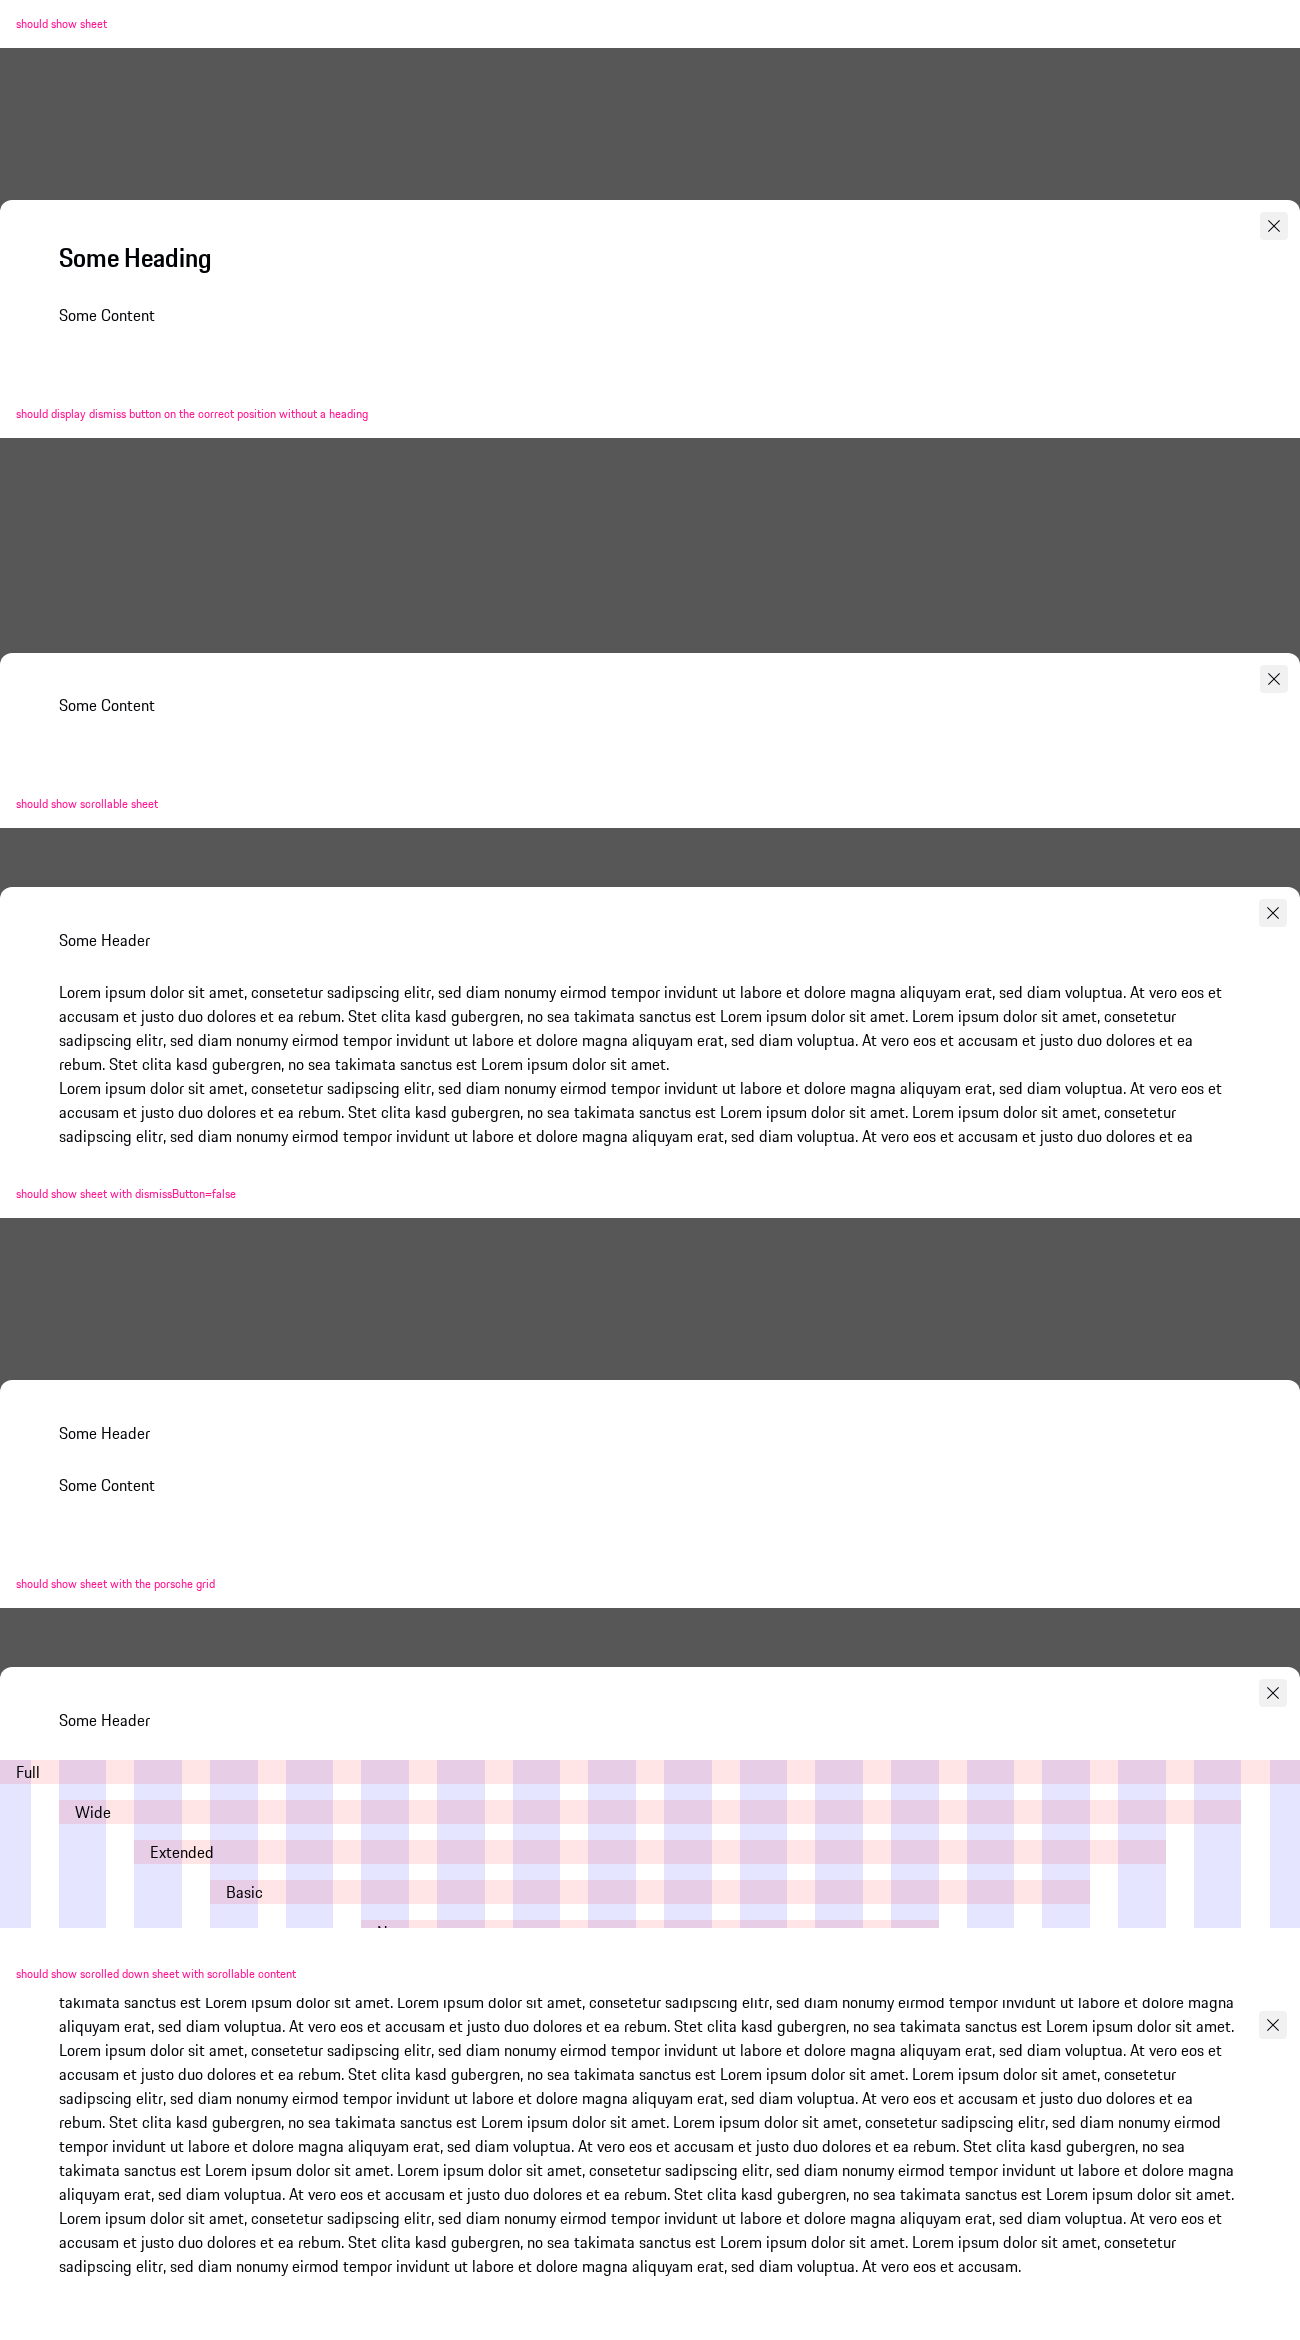 should show sheet
Some Heading
Some Content
should display dismiss button on the correct position without a heading
Some Content
should show scrollable sheet
Some Header
Lorem ipsum dolor sit amet, consetetur sadipscing elitr, sed diam nonumy eirmod tempor invidunt ut labore et dolore magna aliquyam erat, sed diam voluptua. At vero eos et
accusam et justo duo dolores et ea rebum. Stet clita kasd gubergren, no sea takimata sanctus est Lorem ipsum dolor sit amet. Lorem ipsum dolor sit amet, consetetur
sadipscing elitr, sed diam nonumy eirmod tempor invidunt ut labore et dolore magna aliquyam erat, sed diam voluptua. At vero eos et accusam et justo duo dolores et ea
rebum. Stet clita kasd gubergren, no sea takimata sanctus est Lorem ipsum dolor sit amet.
Lorem ipsum dolor sit amet, consetetur sadipscing elitr, sed diam nonumy eirmod tempor invidunt ut labore et dolore magna aliquyam erat, sed diam voluptua. At vero eos et
accusam et justo duo dolores et ea rebum. Stet clita kasd gubergren, no sea takimata sanctus est Lorem ipsum dolor sit amet. Lorem ipsum dolor sit amet, consetetur
sadipscing elitr, sed diam nonumy eirmod tempor invidunt ut labore et dolore magna aliquyam erat, sed diam voluptua. At vero eos et accusam et justo duo dolores et ea
should show sheet with dismissButton=false
Some Header
Some Content
should show sheet with the porsche grid
Some Header
Full
Wide
Extended
Basic
should show scrolled down sheet with scrollable content
takimata sanctus est Lorem ipsum dolor sit amet. Lorem ipsum dolor sit amet, consetetur sadipscing elitr, sed diam nonumy eirmod tempor invidunt ut labore et dolore magna
aliquyam erat, sed diam voluptua. At vero eos et accusam et justo duo dolores et ea rebum. Stet clita kasd gubergren, no sea takimata sanctus est Lorem ipsum dolor sit amet.
Lorem ipsum dolor sit amet, consetetur sadipscing elitr, sed diam nonumy eirmod tempor invidunt ut labore et dolore magna aliquyam erat, sed diam voluptua. At vero eos et
accusam et justo duo dolores et ea rebum. Stet clita kasd gubergren, no sea takimata sanctus est Lorem ipsum dolor sit amet. Lorem ipsum dolor sit amet, consetetur
sadipscing elitr, sed diam nonumy eirmod tempor invidunt ut labore et dolore magna aliquyam erat, sed diam voluptua. At vero eos et accusam et justo duo dolores et ea
rebum. Stet clita kasd gubergren, no sea takimata sanctus est Lorem ipsum dolor sit amet. Lorem ipsum dolor sit amet, consetetur sadipscing elitr, sed diam nonumy eirmod
tempor invidunt ut labore et dolore magna aliquyam erat, sed diam voluptua. At vero eos et accusam et justo duo dolores et ea rebum. Stet clita kasd gubergren, no sea
takimata sanctus est Lorem ipsum dolor sit amet. Lorem ipsum dolor sit amet, consetetur sadipscing elitr, sed diam nonumy eirmod tempor invidunt ut labore et dolore magna
aliquyam erat, sed diam voluptua. At vero eos et accusam et justo duo dolores et ea rebum. Stet clita kasd gubergren, no sea takimata sanctus est Lorem ipsum dolor sit amet.
Lorem ipsum dolor sit amet, consetetur sadipscing elitr, sed diam nonumy eirmod tempor invidunt ut labore et dolore magna aliquyam erat, sed diam voluptua. At vero eos et
accusam et justo duo dolores et ea rebum. Stet clita kasd gubergren, no sea takimata sanctus est Lorem ipsum dolor sit amet. Lorem ipsum dolor sit amet, consetetur
sadipscing elitr, sed diam nonumy eirmod tempor invidunt ut labore et dolore magna aliquyam erat, sed diam voluptua. At vero eos et accusam.